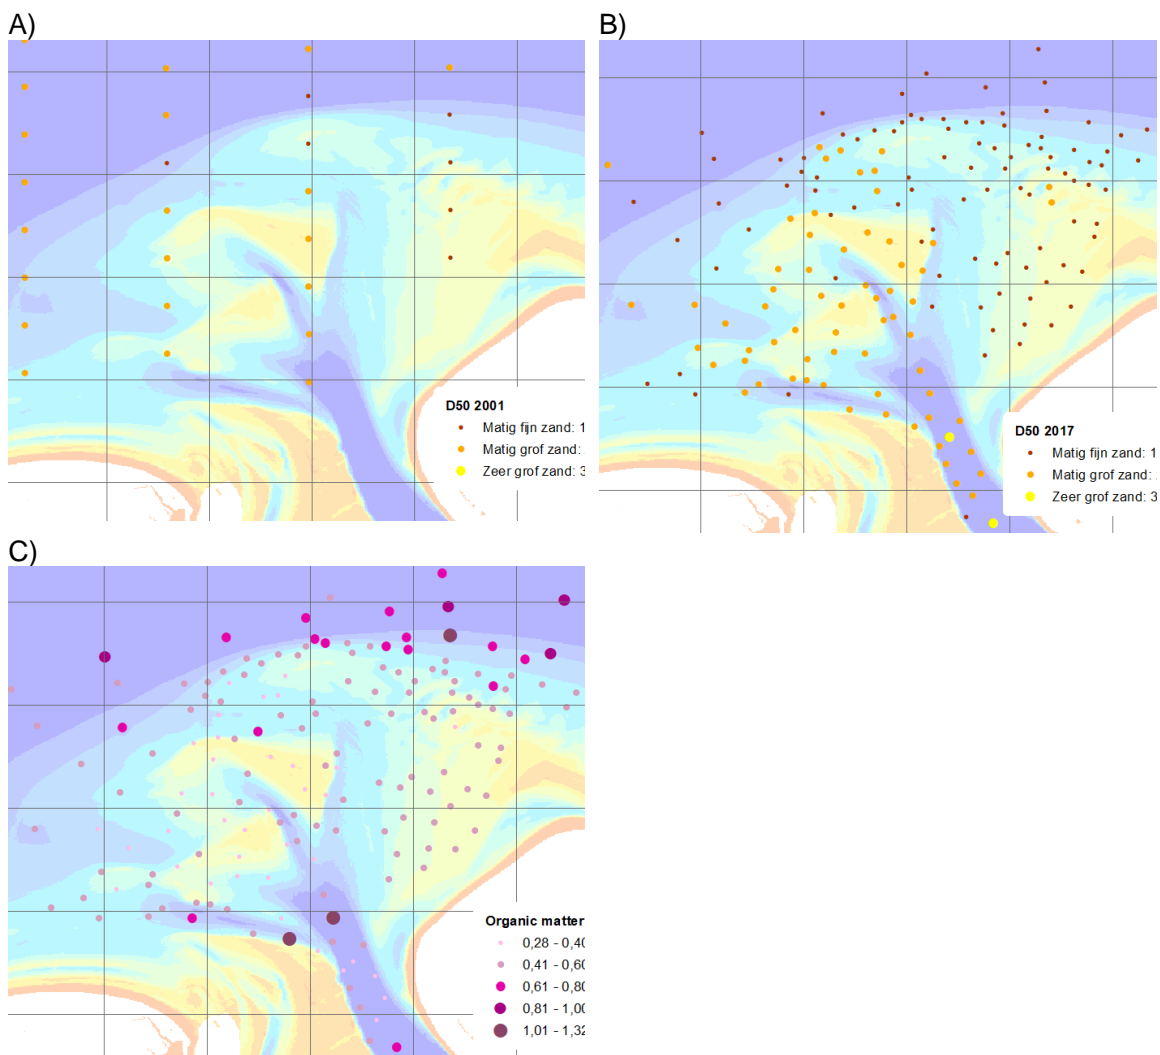 A)
B)
D50 2001
Matig fijn zand: 1
Matig grof zand:
Zeer grof zand: 3
D50 2017
Matig fijn zand: 1
Matig grof zand:
Zeer grof zand: 3
C)
Organic matter
0,28 - 0,40
0,41 - 0,60
0,61 - 0,80
0,81 - 1,00
1,01 - 1,32